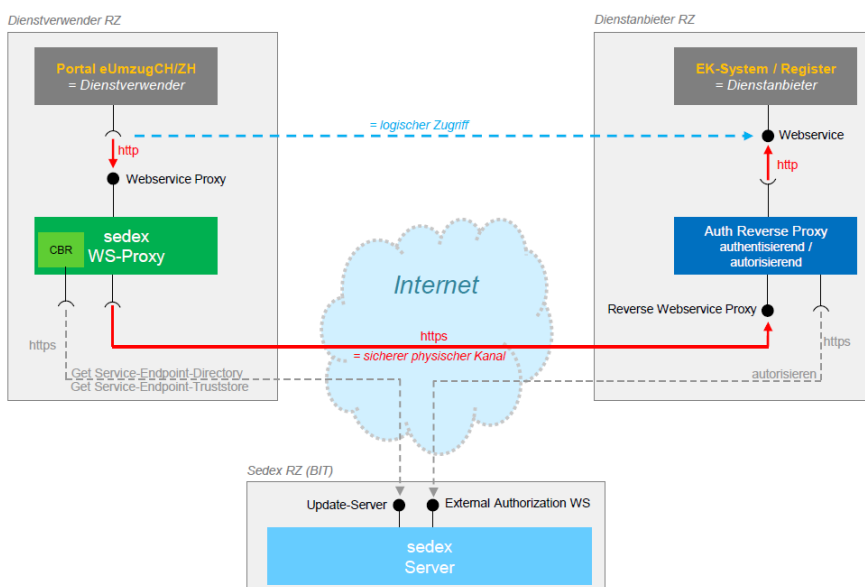 Dienstverwender RZ
Dienstanbieter RZ
Portal eUmzugCH/ZH
= Dienstverwender
EK-System / Register
= Dienstanbieter
= logischer Zugriff
Webservice
http
http
Webservice Proxy
sedex
WS-Proxy
CBR
Auth Reverse Proxy
authentisierend /
autorisierend
Internet
Reverse Webservice Proxy
https
https
https
= sicherer physischer Kanal
Get Service-Endpoint-Directory
Get Service-Endpoint-Truststore
autorisieren
Sedex RZ (BIT)
Update-Server
External Authorization WS
sedex
Server